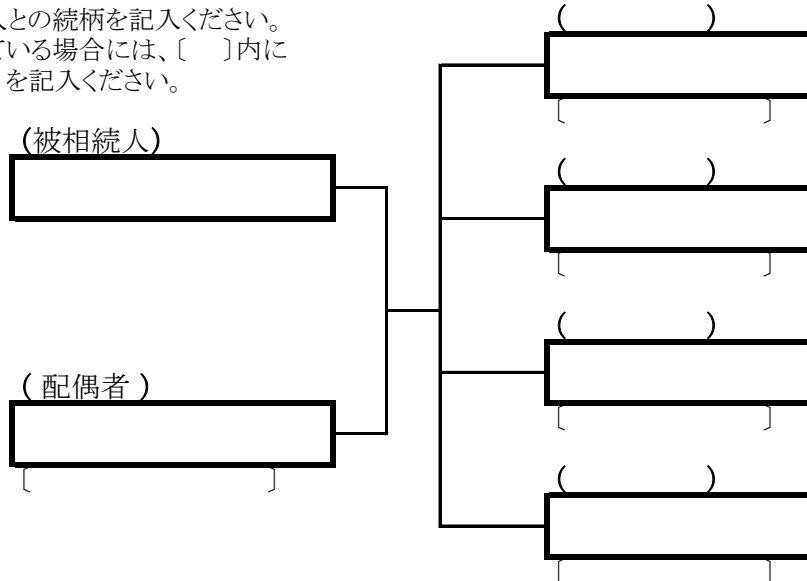 人との続柄を記入ください。
ている場合には、〔　〕内に
）を記入ください。
(被相続人)
( 配偶者 )
〔　　　　　　　　〕
(　　　　)
〔　　　　　　　〕
(　　　　)
〔　　　　　　　〕
(　　　　)
〔　　　　　　　〕
(　　　　)
〔　　　　　　　〕